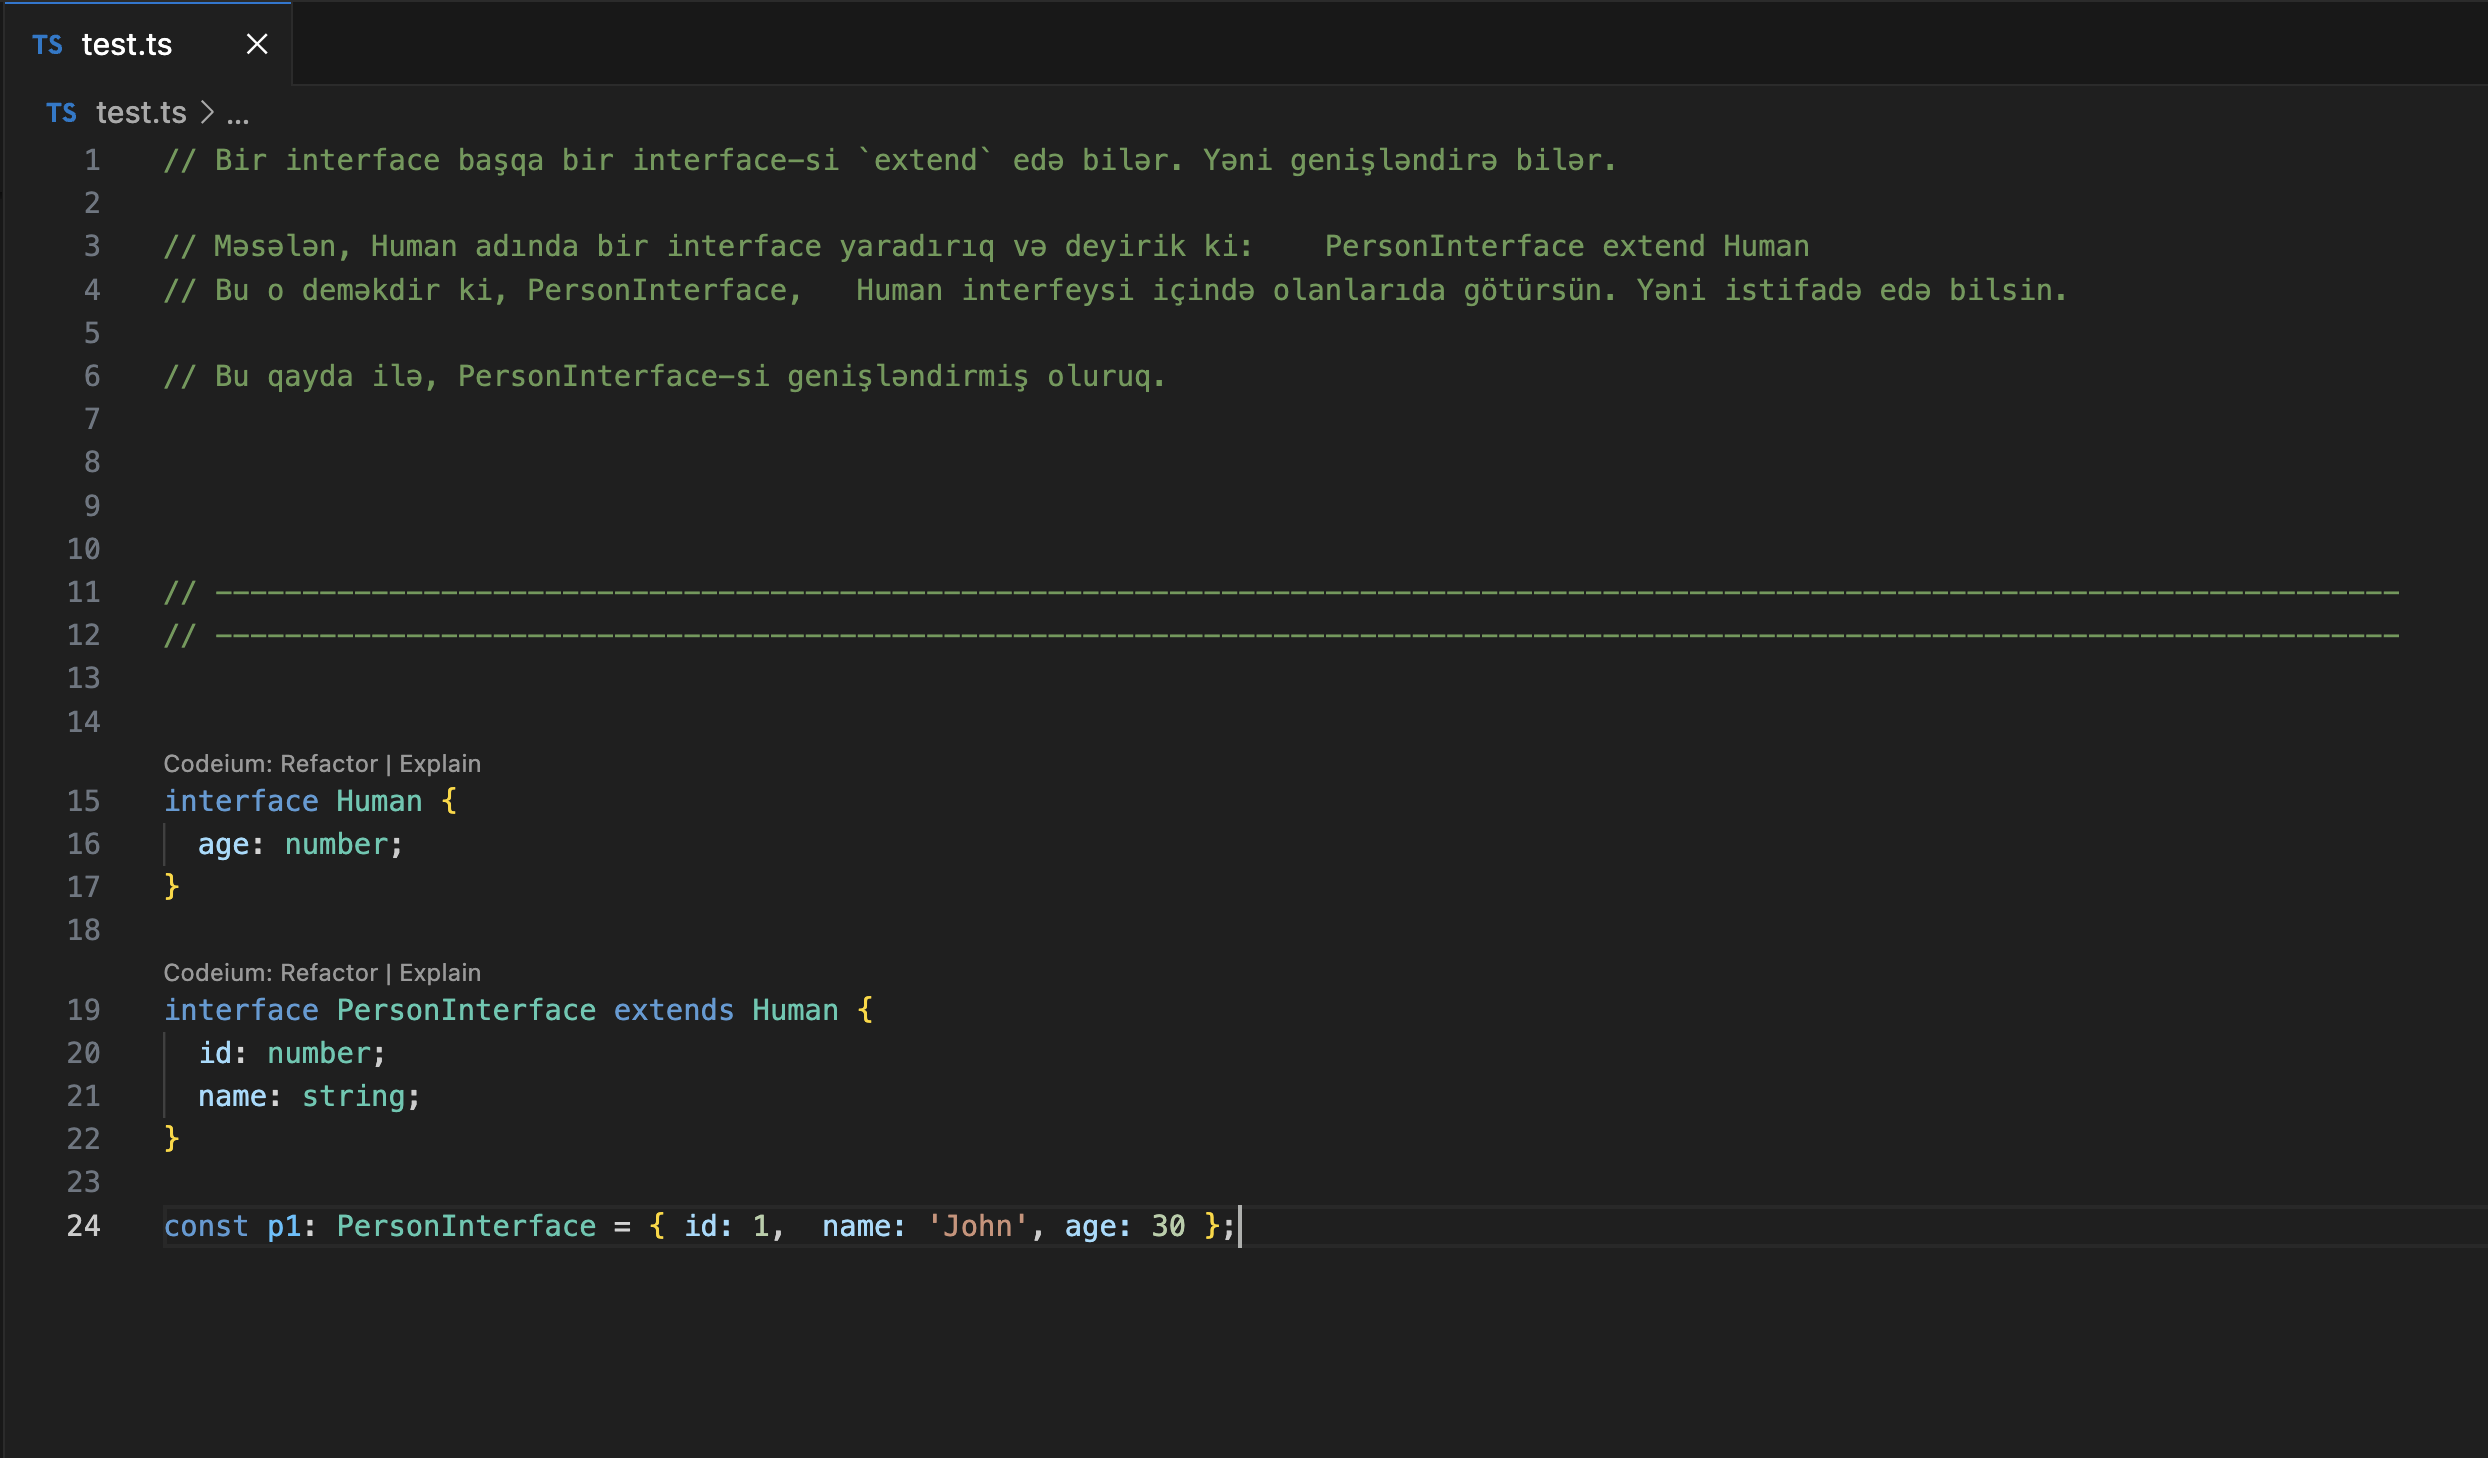 TS test.ts
TS test.ts > ...
1 // Bir interface başqa bir interface-si `extend` edə bilər. Yəni genişləndirə bilər.
2
3 // Məsələn, Human adında bir interface yaradırıq və deyirik ki:    PersonInterface extend Human
4 // Bu o deməkdir ki, PersonInterface,   Human interfeysi içində olanlarıda götürsün. Yəni istifadə edə bilsin.
5
6 // Bu qayda ilə, PersonInterface-si genişləndirmiş oluruq.
7
8
9
10
11 // ------------------------------------------------------------------------------------------------------------------------------
12 // ------------------------------------------------------------------------------------------------------------------------------
13
14
Codeium: Refactor | Explain
15 interface Human {
16   age: number;
17 }
18
Codeium: Refactor | Explain
19 interface PersonInterface extends Human {
20   id: number;
21   name: string;
22 }
23
24 const p1: PersonInterface = { id: 1,  name: 'John', age: 30 };